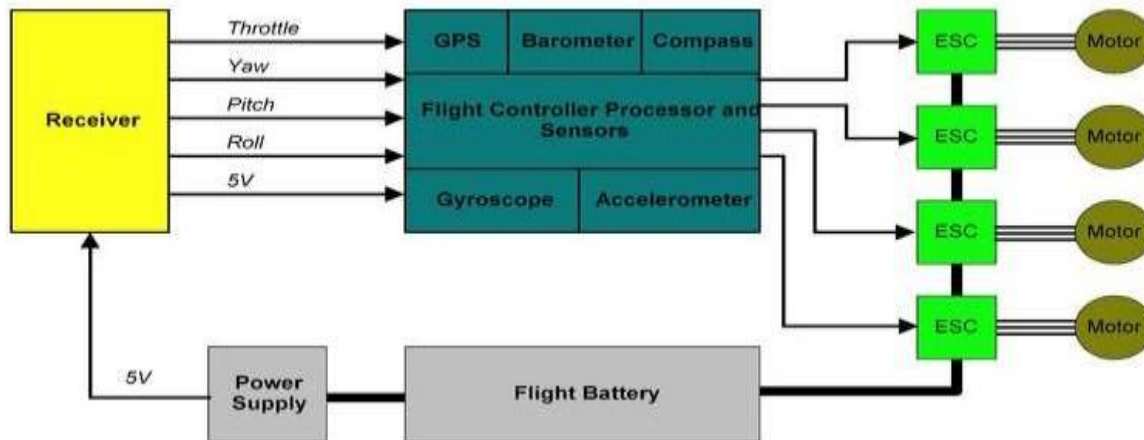 Throttle
Yaw
Pitch
Roll
5V
Receiver
GPS
Barometer
Compass
Flight Controller Processor and
Sensors
Gyroscope
Accelerometer
ESC
Motor
ESC
Motor
ESC
Motor
ESC
Motor
5V
Power
Supply
Flight Battery